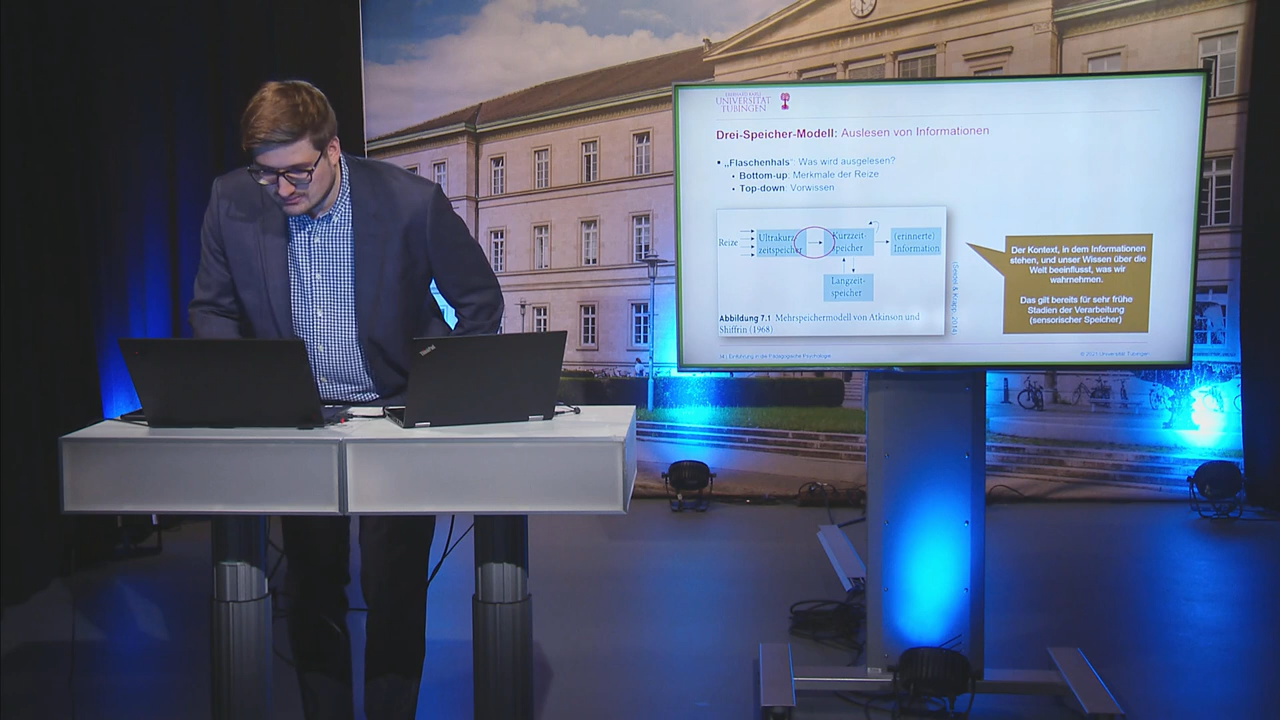 EBERHARD KARLS
UNIVERSITÄT
TÜBINGEN
Drei-Speicher-Modell: Auslesen von Informationen
• „Flaschenhals“: Was wird ausgelesen?
• Bottom-up: Merkmale der Reize
• Top-down: Vorwissen
Reize
Ultrakurz
zeitspeicher
Kurzzeit-
speicher
(erinnerte)
Information
Langzeit-
speicher
Abbildung 7.1 Mehrspeichermodell von Atkinson und
Shiffrin (1968)
(Seidel & Krapp, 2014)
Der Kontext, in dem Informationen
stehen, und unser Wissen über die
Welt beeinflusst, was wir
wahrnehmen.
Das gilt bereits für sehr frühe
Stadien der Verarbeitung
(sensorischer Speicher)
14 | Einführung in die Pädagogische Psychologie
© 2021 Universität Tübingen
ThinkPad